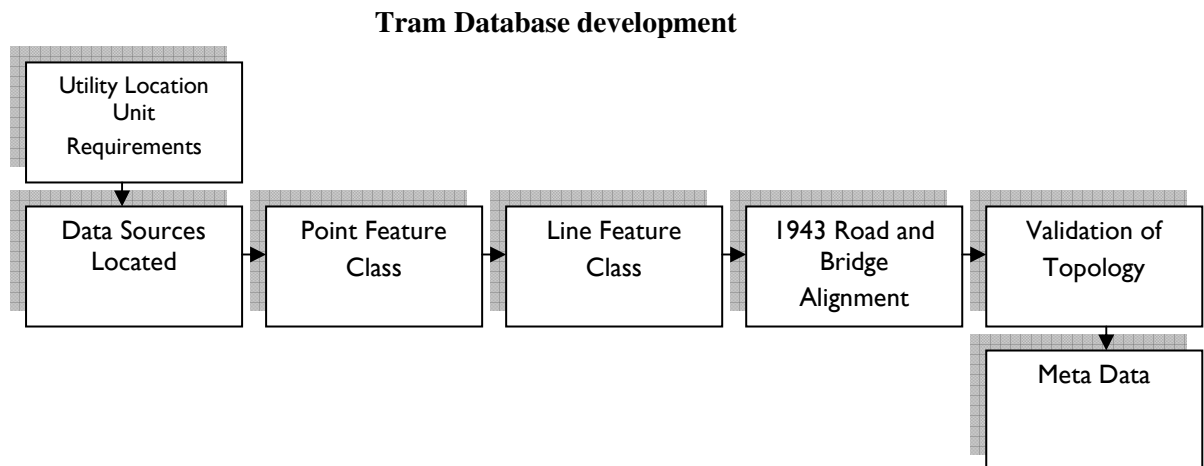 Tram Database development
Utility Location
Unit
Requirements
Data Sources
Located
Point Feature
Class
Line Feature
Class
1943 Road and
Bridge
Alignment
Validation of
Topology
Meta Data